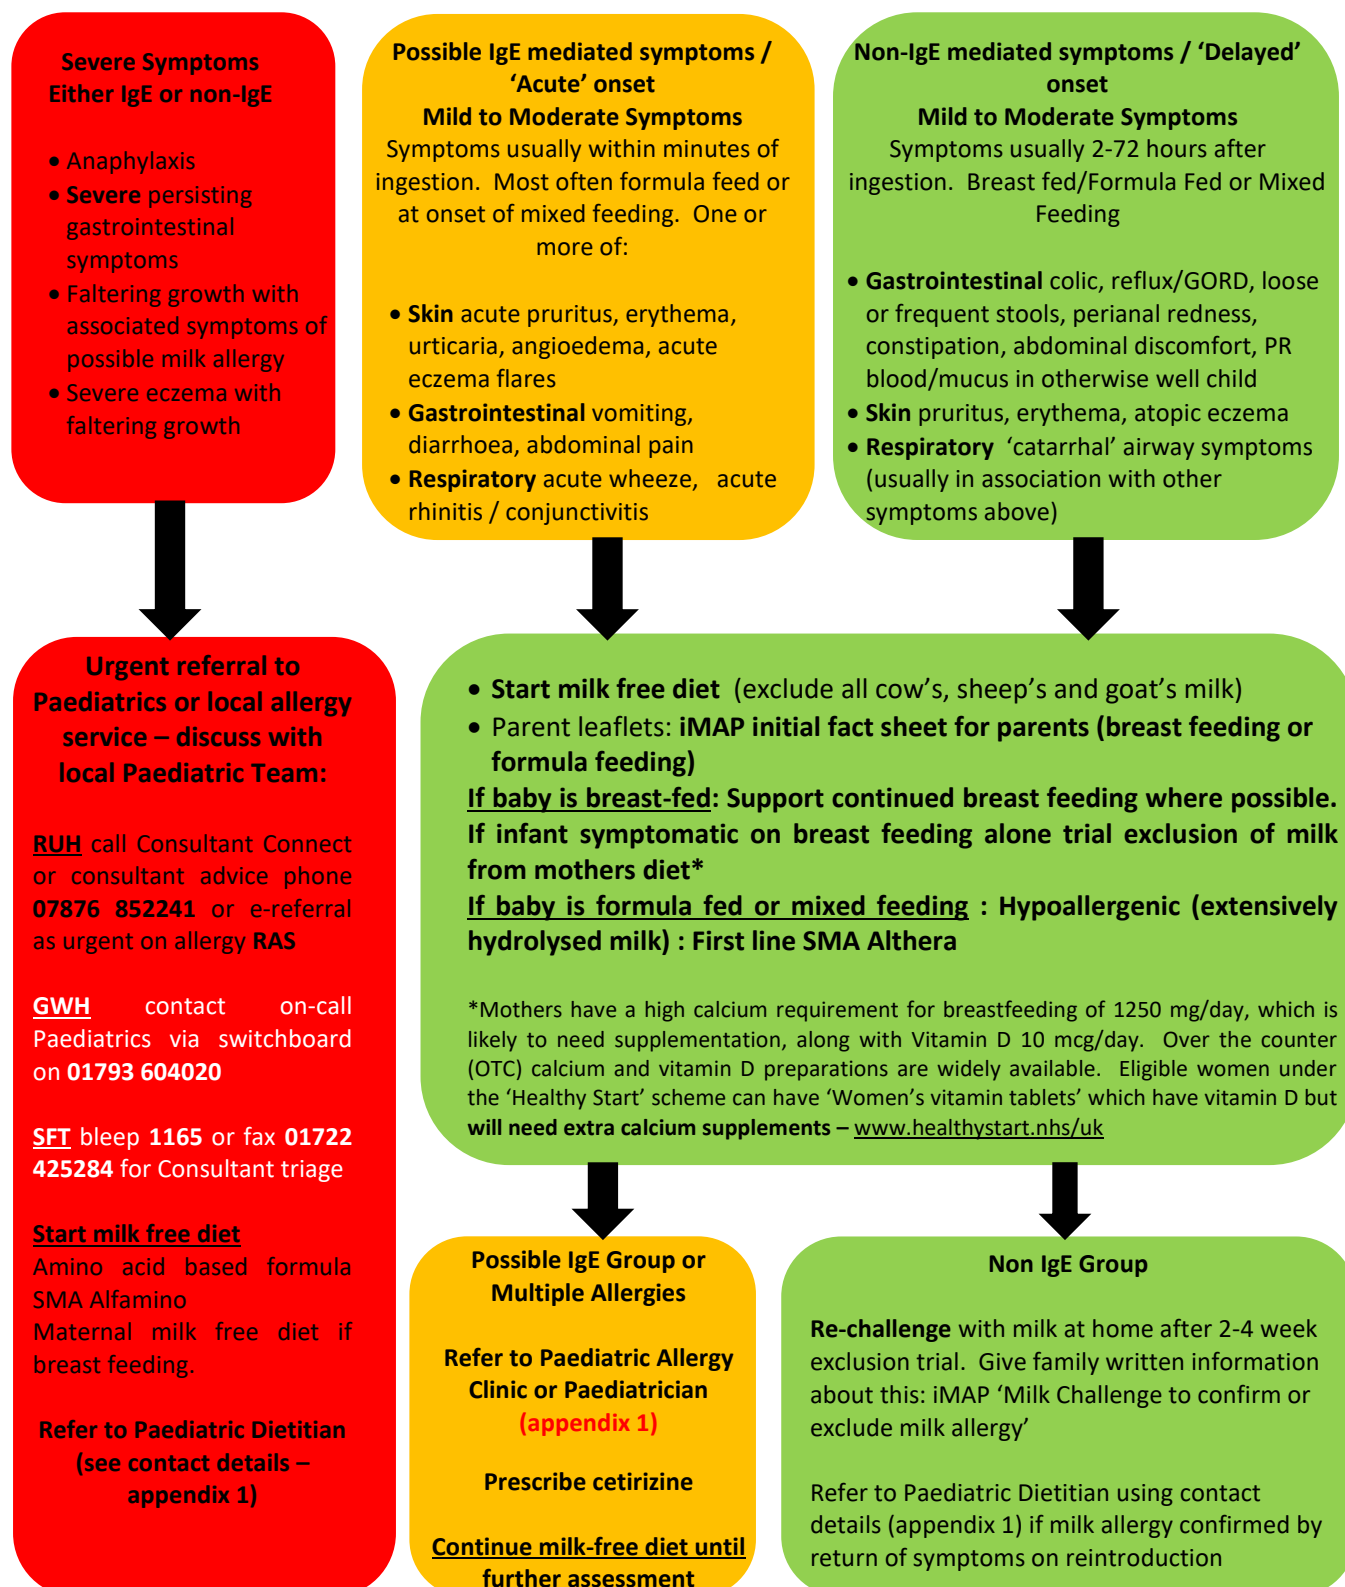 Severe Symptoms
Either IgE or non-IgE
• Anaphylaxis
• Severe persisting
gastrointestinal
symptoms
• Faltering growth with
associated symptoms of
possible milk allergy
• Severe eczema with
faltering growth
Possible IgE mediated symptoms /
‘Acute’ onset
Mild to Moderate Symptoms
Symptoms usually within minutes of
ingestion. Most often formula feed or
at onset of mixed feeding. One or
more of:
• Skin acute pruritus, erythema,
urticaria, angioedema, acute
eczema flares
• Gastrointestinal vomiting,
diarrhoea, abdominal pain
• Respiratory acute wheeze, acute
rhinitis / conjunctivitis
Non-IgE mediated symptoms / ‘Delayed’
onset
Mild to Moderate Symptoms
Symptoms usually 2-72 hours after
ingestion. Breast fed/Formula Fed or Mixed
Feeding
• Gastrointestinal colic, reflux/GORD, loose
or frequent stools, perianal redness,
constipation, abdominal discomfort, PR
blood/mucus in otherwise well child
• Skin pruritus, erythema, atopic eczema
• Respiratory ‘catarrhal’ airway symptoms
(usually in association with other
symptoms above)
Urgent referral to
Paediatrics or local allergy
service – discuss with
local Paediatric Team:
RUH call Consultant Connect
or consultant advice phone
07876 852241 or e-referral
as urgent on allergy RAS
GWH contact on-call
Paediatrics via switchboard
on 01793 604020
SFT bleep 1165 or fax 01722
425284 for Consultant triage
Start milk free diet
Amino acid based formula
SMA Alfamino
Maternal milk free diet if
breast feeding.
Refer to Paediatric Dietitian
(see contact details –
appendix 1)
• Start milk free diet (exclude all cow’s, sheep’s and goat’s milk)
• Parent leaflets: iMAP initial fact sheet for parents (breast feeding or
formula feeding)
If baby is breast-fed: Support continued breast feeding where possible.
If infant symptomatic on breast feeding alone trial exclusion of milk
from mothers diet*
If baby is formula fed or mixed feeding : Hypoallergenic (extensively
hydrolysed milk) : First line SMA Althera
*Mothers have a high calcium requirement for breastfeeding of 1250 mg/day, which is
likely to need supplementation, along with Vitamin D 10 mcg/day. Over the counter
(OTC) calcium and vitamin D preparations are widely available. Eligible women under
the ‘Healthy Start’ scheme can have ‘Women’s vitamin tablets’ which have vitamin D but
will need extra calcium supplements – www.healthystart.nhs/uk
Possible IgE Group or
Multiple Allergies
Refer to Paediatric Allergy
Clinic or Paediatrician
(appendix 1)
Prescribe cetirizine
Continue milk-free diet until
further assessment
Non IgE Group
Re-challenge with milk at home after 2-4 week
exclusion trial. Give family written information
about this: iMAP ‘Milk Challenge to confirm or
exclude milk allergy’
Refer to Paediatric Dietitian using contact
details (appendix 1) if milk allergy confirmed by
return of symptoms on reintroduction